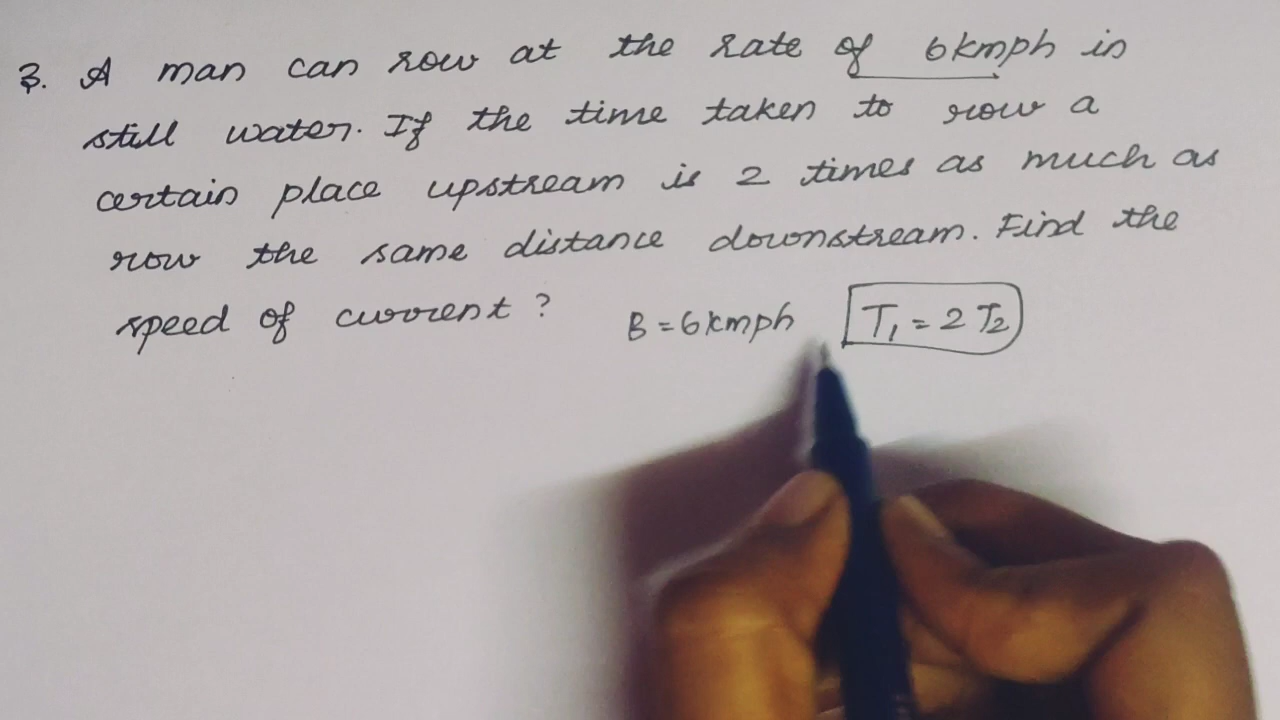 3. A man can row at the rate of 6kmph in
still water. If the time taken to row a
certain place upstream is 2 times as much as
row the same distance downstream. Find the
speed of current?
B = 6kmph T1 = 2 T2